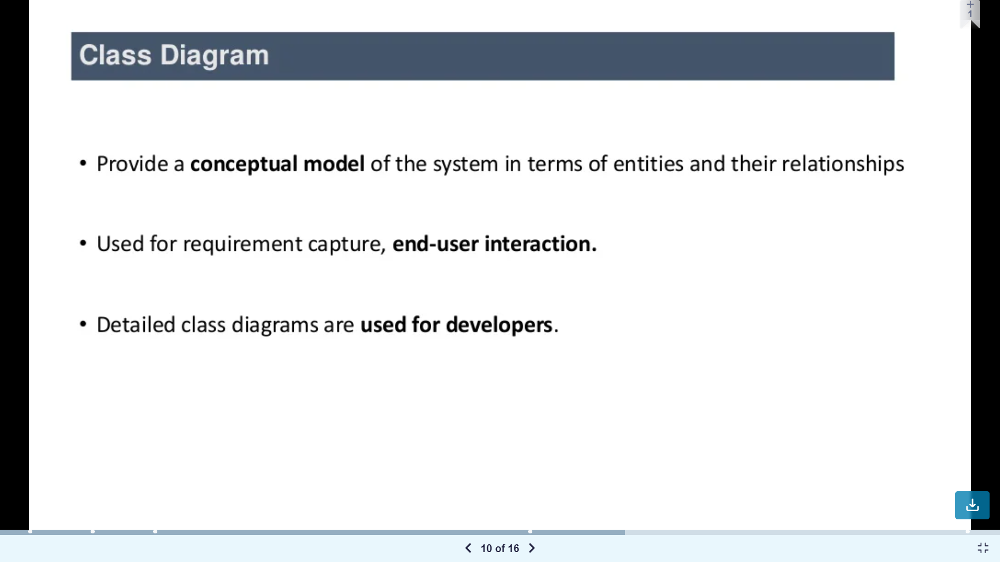 +
1
Class Diagram
• Provide a conceptual model of the system in terms of entities and their relationships
• Used for requirement capture, end-user interaction.
• Detailed class diagrams are used for developers.
10 of 16